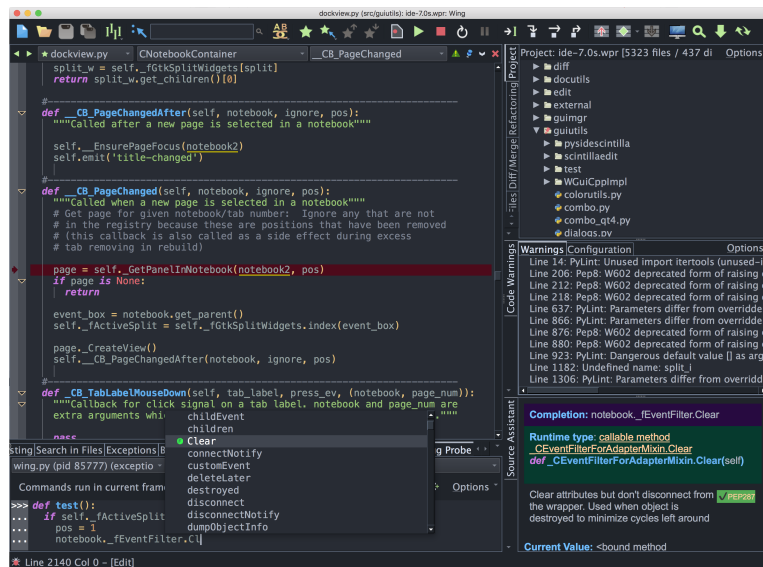 dockview.py (src/guiutils): ide-7.0s.wpr: Wing
dockview.py
CNotebookContainer
__CB_PageChanged
split_w = self._fGtkSplitWidgets[split]
return split_w.get_children()[0]
#
def __CB_PageChangedAfter(self, notebook, ignore, pos):
"""Called after a new page is selected in a notebook"""
self.__EnsurePageFocus(notebook2)
self.emit('title-changed')
#
def __CB_PageChanged(self, notebook, ignore, pos):
"""Called when a new page is selected in a notebook"""
# Get page for given notebook/tab number:  Ignore any that are not
# in the registry because these are positions that have been removed
# (this callback is also called as a side effect during excess
# tab removing in rebuild)
page = self._GetPanelInNotebook(notebook2, pos)
if page is None:
return
event_box = notebook.get_parent()
self._fActiveSplit = self._fGtkSplitWidgets.index(event_box)
page._CreateView()
self.__CB_PageChangedAfter(notebook, ignore, pos)
#
def _CB_TabLabelMouseDown(self, tab_label, press_ev, (notebook, page_num)):
"""Callback for click signal on a tab label. notebook and page_num are
extra arguments whi
."""
pass
childEvent
children
Clear
connectNotify
customEvent
deleteLater
destroyed
disconnect
disconnectNotify
dumpObjectInfo
sting
Search in Files
Exceptions
B
g Probe
wing.py (pid 85777) (exceptio
Commands run in current fram
Options
>>> def test():
... if self._fActiveSplit
... pos = 1
... notebook._fEventFilter.Cl
Line 2140 Col 0 - [Edit]
Project
Refactoring
Diff/Merge
Files
Project: ide-7.0s.wpr [5323 files / 437 di
Options
diff
docutils
edit
external
guimgr
guiutils
pysidescintilla
scintillaedit
test
WGuiCppImpl
colorutils.py
combo.py
combo_qt4.py
dialogs.py
Code Warnings
Warnings
Configuration
Options
Line 14: PyLint: Unused import itertools (unused-i
Line 206: Pep8: W602 deprecated form of raising
Line 212: Pep8: W602 deprecated form of raising
Line 218: Pep8: W602 deprecated form of raising
Line 637: PyLint: Parameters differ from overridde
Line 866: PyLint: Parameters differ from overridde
Line 876: Pep8: W602 deprecated form of raising
Line 880: Pep8: W602 deprecated form of raising
Line 923: PyLint: Dangerous default value [] as arg
Line 1182: Undefined name: split_i
Line 1306: PyLint: Parameters differ from overridd
Source Assistant
Completion: notebook._fEventFilter.Clear
Runtime type: callable method
_CEventFilterForAdapterMixin.Clear
def _CEventFilterForAdapterMixin.Clear(self)
Clear attributes but don't disconnect from
✓PEP287
the wrapper. Used when object is
destroyed to minimize cycles left around
Current Value: <bound method